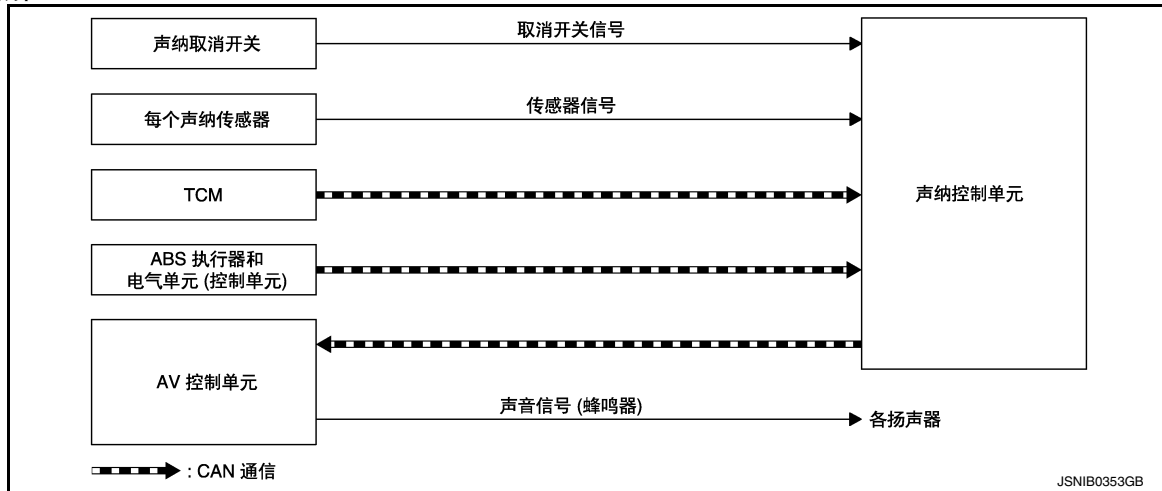 声纳取消开关
取消开关信号
每个声纳传感器
传感器信号
TCM
声纳控制单元
ABS 执行器和
电气单元 (控制单元)
AV 控制单元
声音信号 (蜂鸣器)
各扬声器
: CAN 通信
JSNIB0353GB